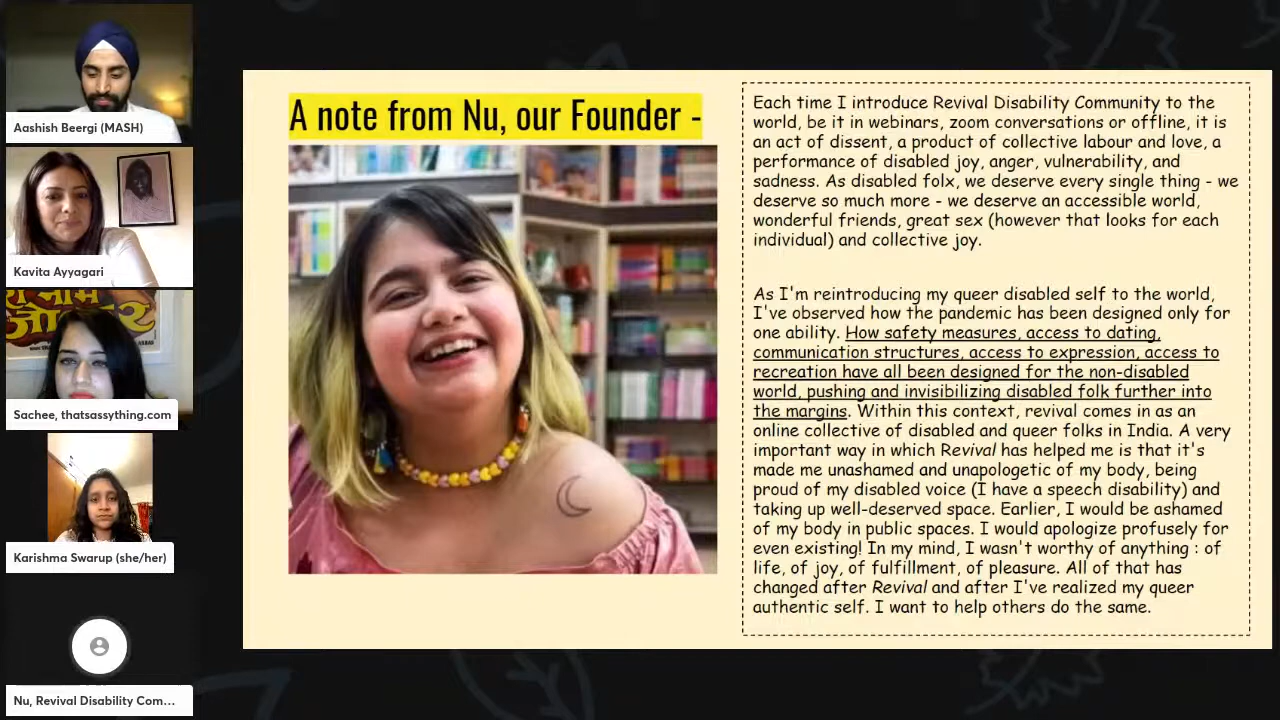 Aashish Beergi (MASH)
Kavita Ayyagari
Sachee, thatsassything.com
Karishma Swarup (she/her)
Nu, Revival Disability Com...
A note from Nu, our Founder -
Each time I introduce Revival Disability Community to the
world, be it in webinars, zoom conversations or offline, it is
an act of dissent, a product of collective labour and love, a
performance of disabled joy, anger, vulnerability, and
sadness. As disabled folx, we deserve every single thing - we
deserve so much more - we deserve an accessible world,
wonderful friends, great sex (however that looks for each
individual) and collective joy.
As I'm reintroducing my queer disabled self to the world,
I've observed how the pandemic has been designed only for
one ability. How safety measures, access to dating,
communication structures, access to expression, access to
recreation have all been designed for the non-disabled
world, pushing and invisibilizing disabled folk further into
the margins. Within this context, revival comes in as an
online collective of disabled and queer folks in India. A very
important way in which Revival has helped me is that it's
made me unashamed and unapologetic of my body, being
proud of my disabled voice (I have a speech disability) and
taking up well-deserved space. Earlier, I would be ashamed
of my body in public spaces. I would apologize profusely for
even existing! In my mind, I wasn't worthy of anything : of
life, of joy, of fulfillment, of pleasure. All of that has
changed after Revival and after I've realized my queer
authentic self. I want to help others do the same.